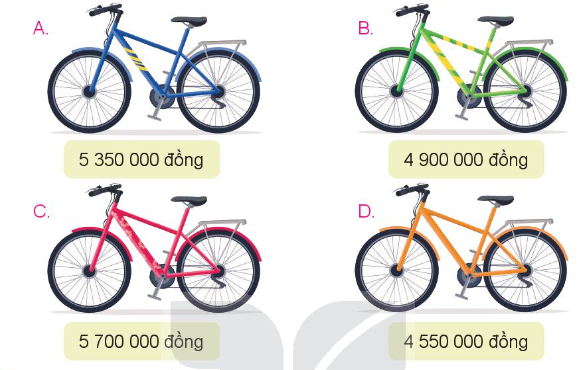 A.
B.
5 350 000 đồng
4 900 000 đồng
C.
D.
5 700 000 đồng
4 550 000 đồng